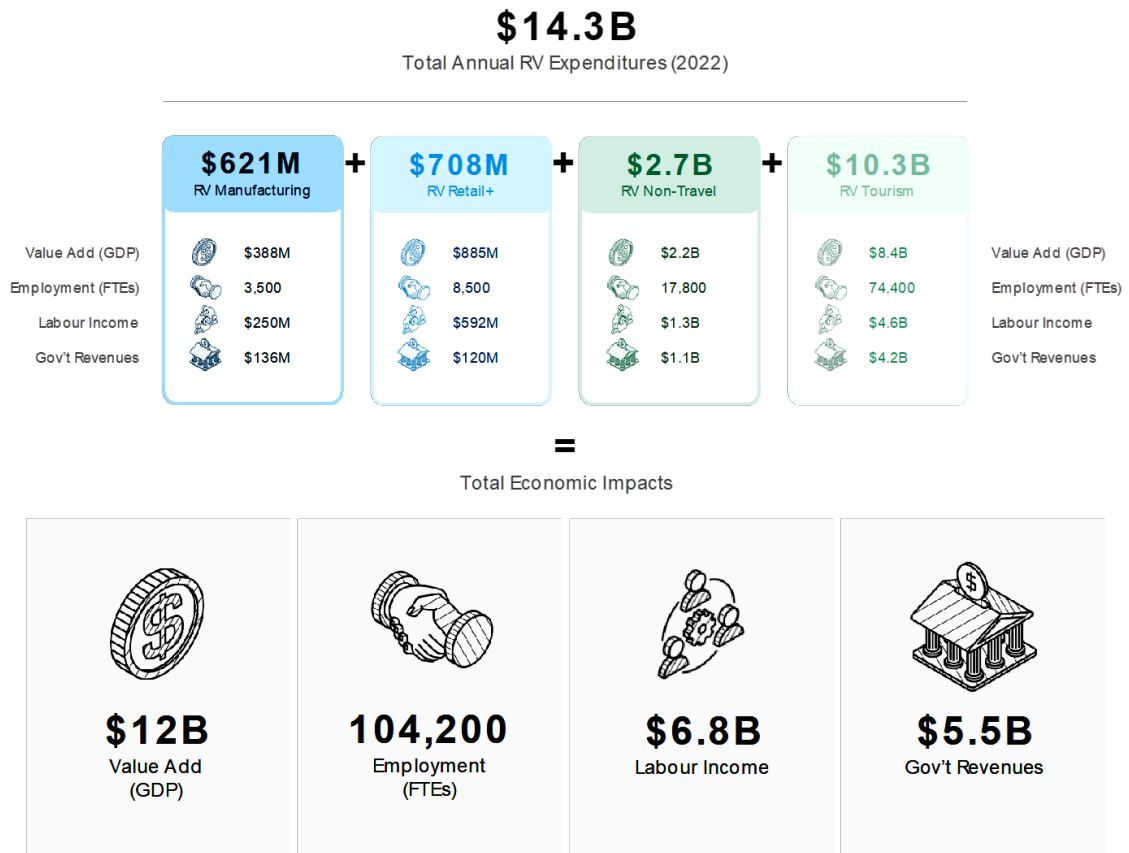 $14.3B
Total Annual RV Expenditures (2022)
$621M + $708M + $2.7B + $10.3B
RV Manufacturing RV Retail+ RV Non-Travel RV Tourism
Value Add (GDP) $388M $885M $2.2B $8.4B Value Add (GDP)
Employment (FTEs) 3,500 8,500 17,800 74,400 Employment (FTEs)
Labour Income $250M $592M $1.3B $4.6B Labour Income
Gov't Revenues $136M $120M $1.1B $4.2B Gov't Revenues
=
Total Economic Impacts
$12B 104,200 $6.8B $5.5B
Value Add Employment Labour Income Gov't Revenues
(GDP) (FTEs)